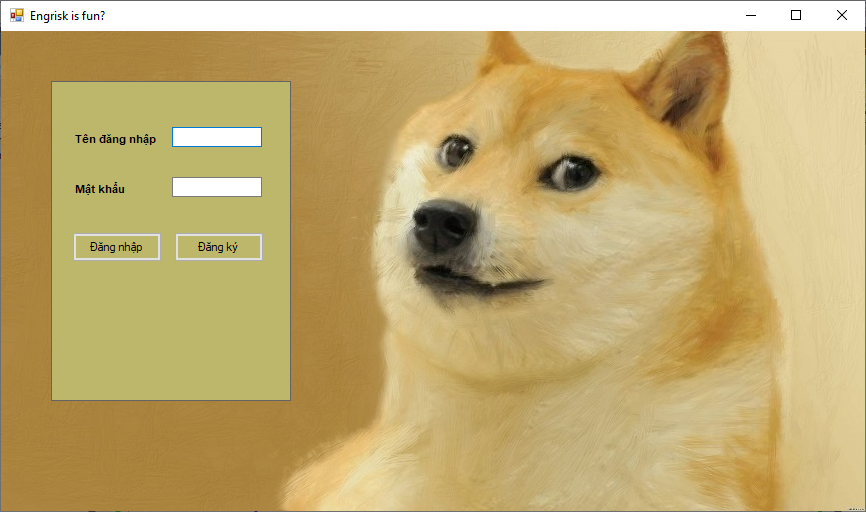 Engrisk is fun?
Tên đăng nhập
Mật khẩu
Đăng nhập Đăng ký